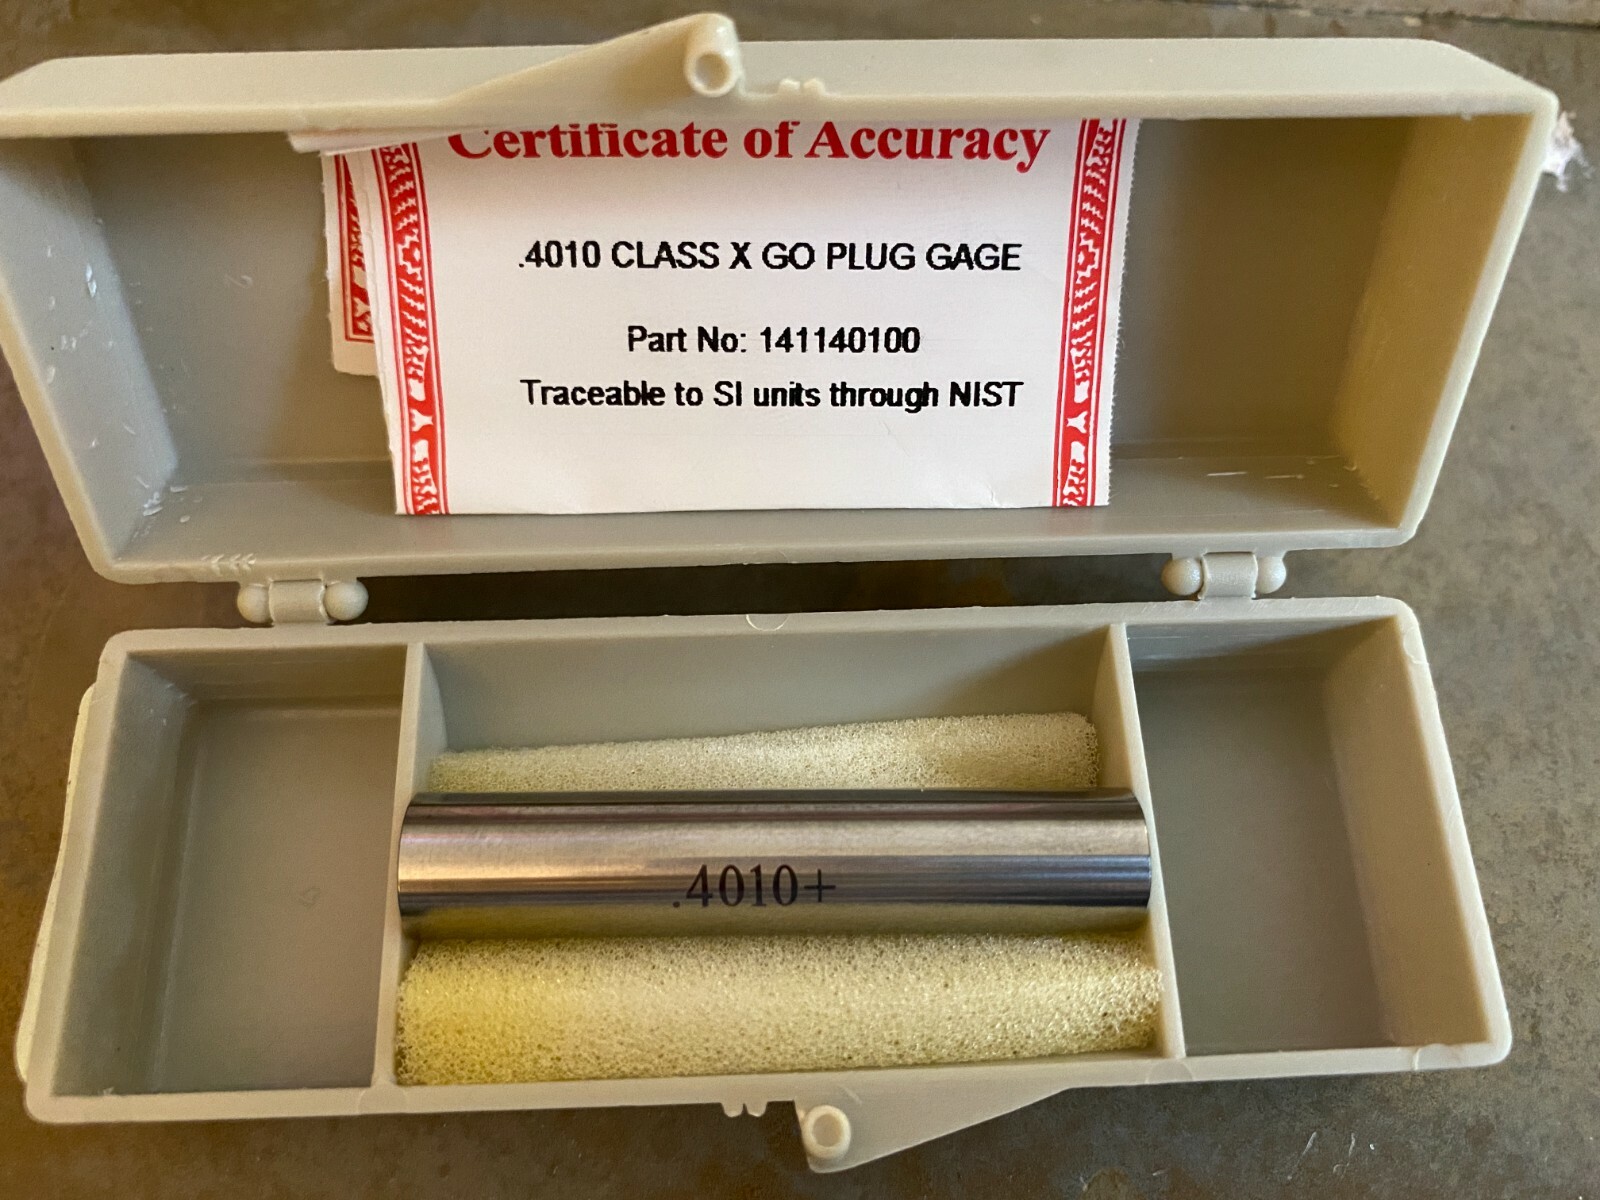 Certificate of Accuracy
.4010 CLASS X GO PLUG GAGE
Part No: 141140100
Traceable to SI units through NIST
.4010+